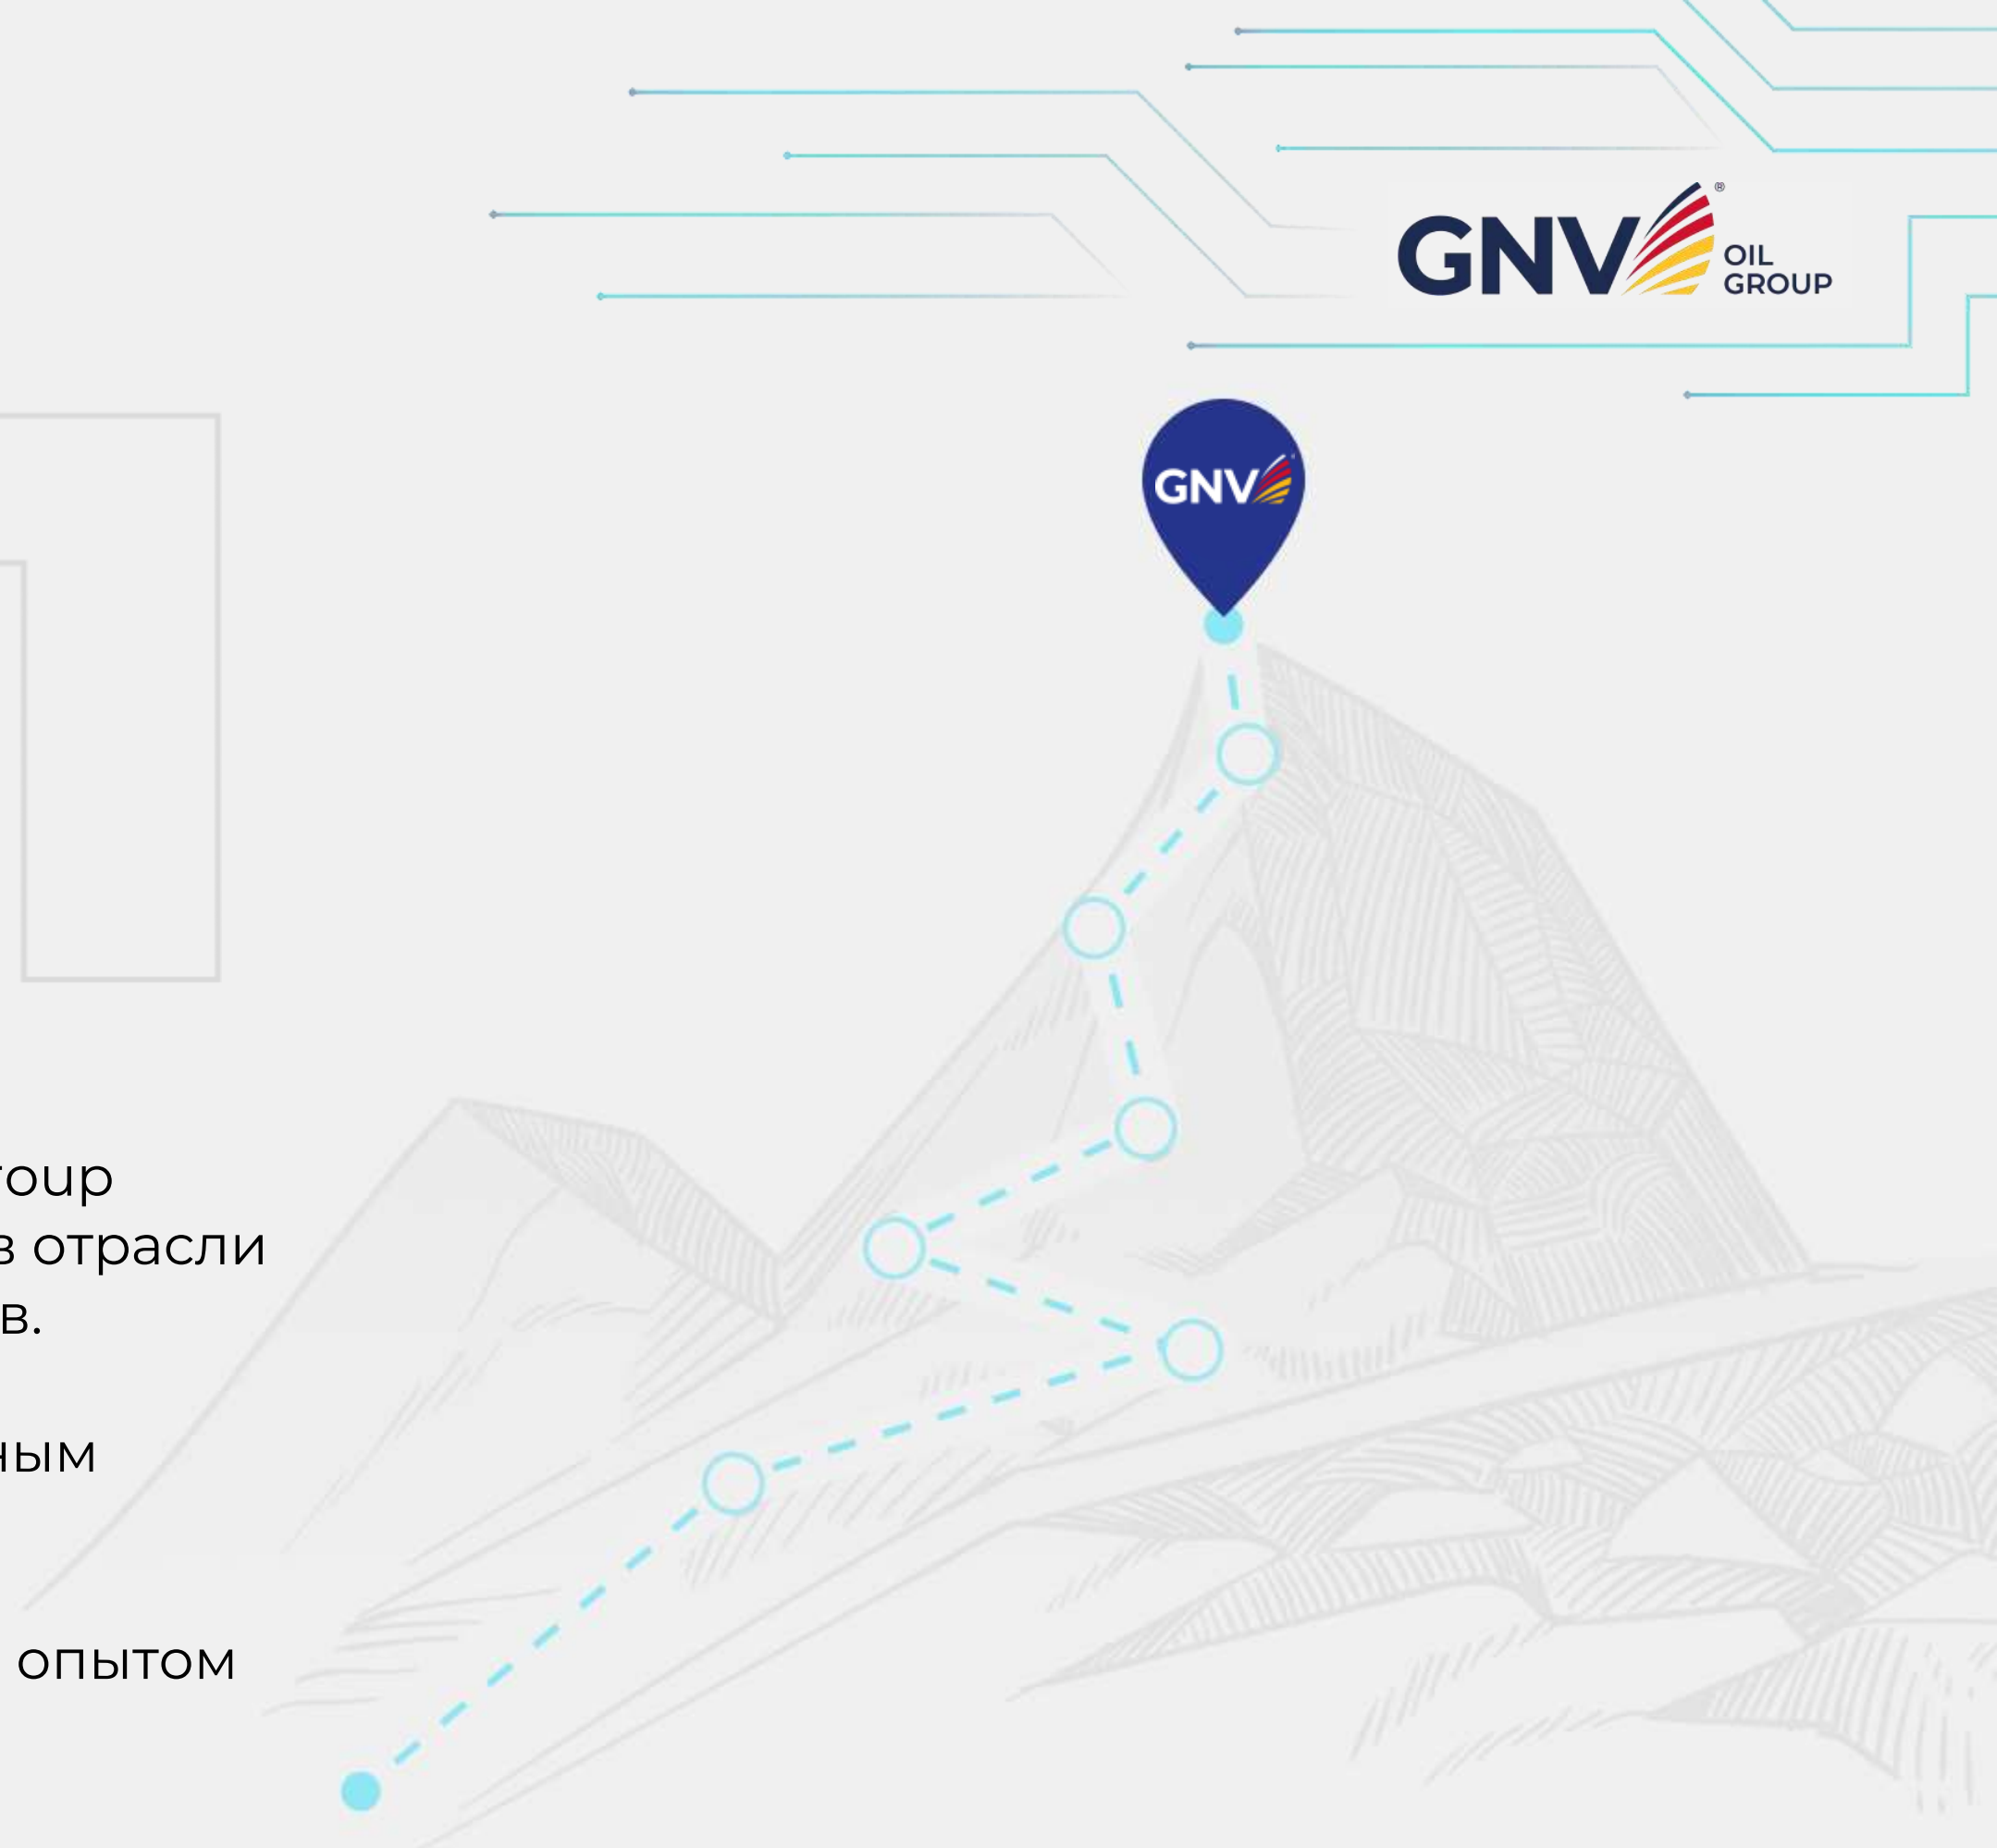 GNV ®
OIL
GROUP
GNV
roup
в отрасли
в.
ным
опытом